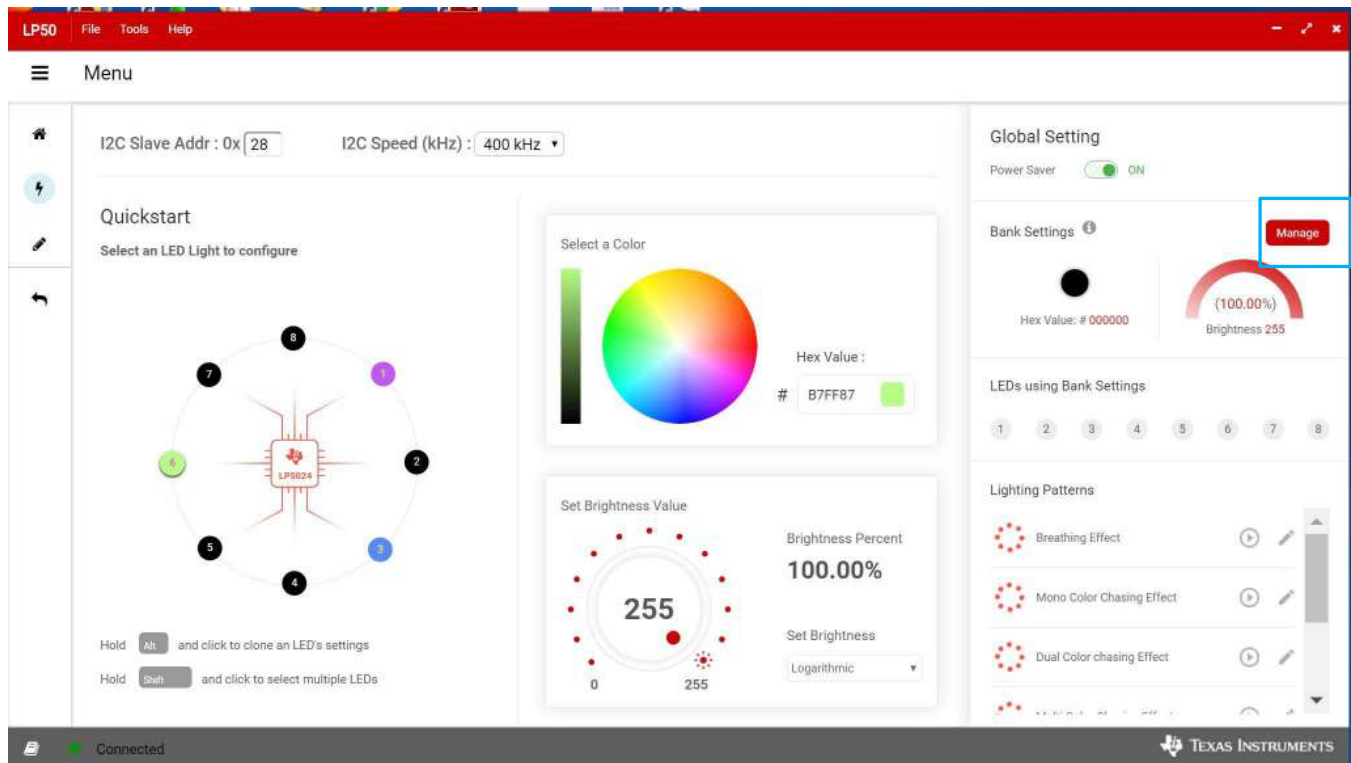 LP50 File Tools Help
Menu
I2C Slave Addr : 0x 28 I2C Speed (kHz) : 400 kHz
Quickstart
Select an LED Light to configure
8
7
1
6
LP5024
2
5
3
4
Hold Alt and click to clone an LED's settings
Hold Shift and click to select multiple LEDs
Select a Color
Hex Value :
# B7FF87
Set Brightness Value
255
0 255
Brightness Percent
100.00%
Set Brightness
Logarithmic
Global Setting
Power Saver ON
Bank Settings Manage
Hex Value: # 000000
(100.00%)
Brightness 255
LEDs using Bank Settings
1 2 3 4 5 6 7 8
Lighting Patterns
Breathing Effect
Mono Color Chasing Effect
Dual Color chasing Effect
Connected
TEXAS INSTRUMENTS